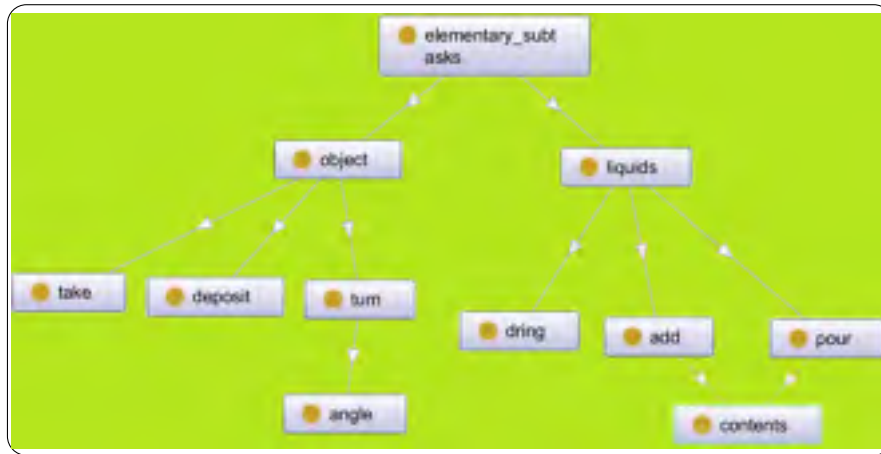 elementary_subt
asks
object
liquids
take
deposit
turn
dring
add
pour
angle
contents